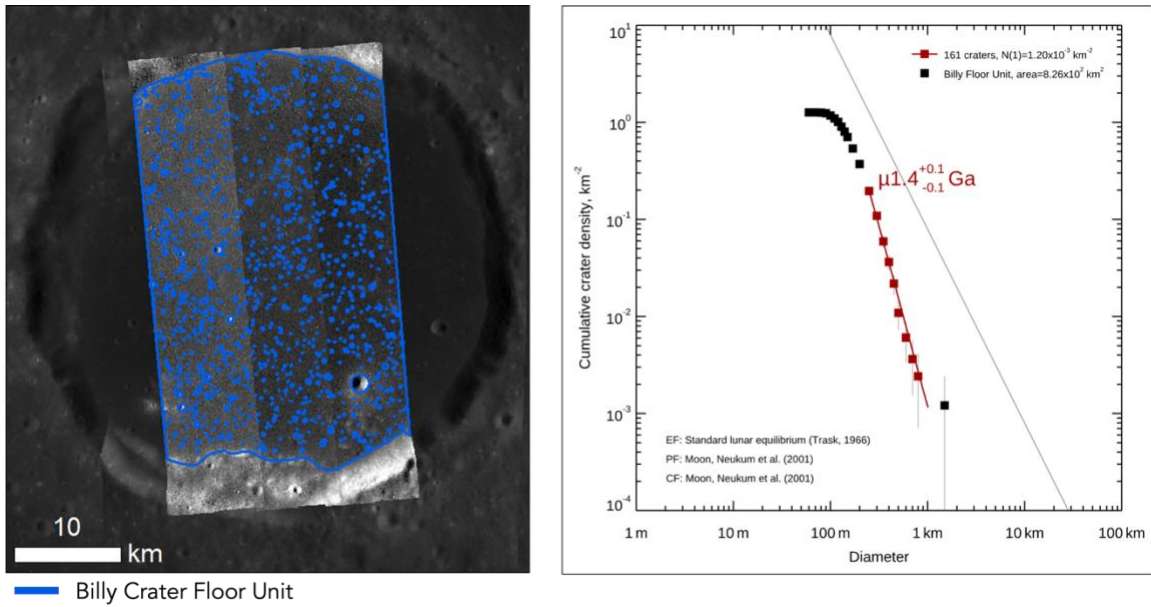 10
km
Billy Crater Floor Unit
161 craters, N(1)=1.20x10⁻³ km⁻²
Billy Floor Unit, area=8.26x10² km²
μ1.4 +0.1 -0.1 Ga
EF: Standard lunar equilibrium (Trask, 1966)
PF: Moon, Neukum et al. (2001)
CF: Moon, Neukum et al. (2001)
Cumulative crater density, km⁻²
10¹
10⁰
10⁻¹
10⁻²
10⁻³
10⁻⁴
1 m 10 m 100 m 1 km 10 km 100 km
Diameter